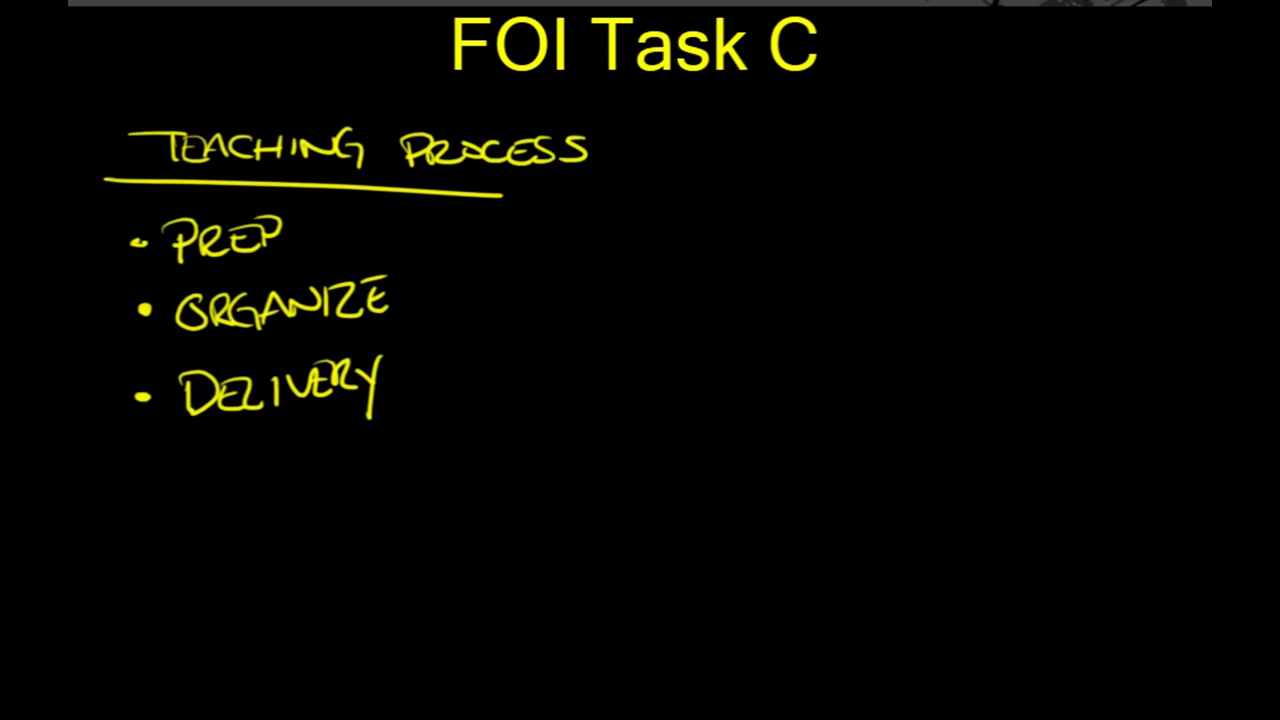 FOI Task C
TEACHING PROCESS
• PREP
• ORGANIZE
• DELIVERY